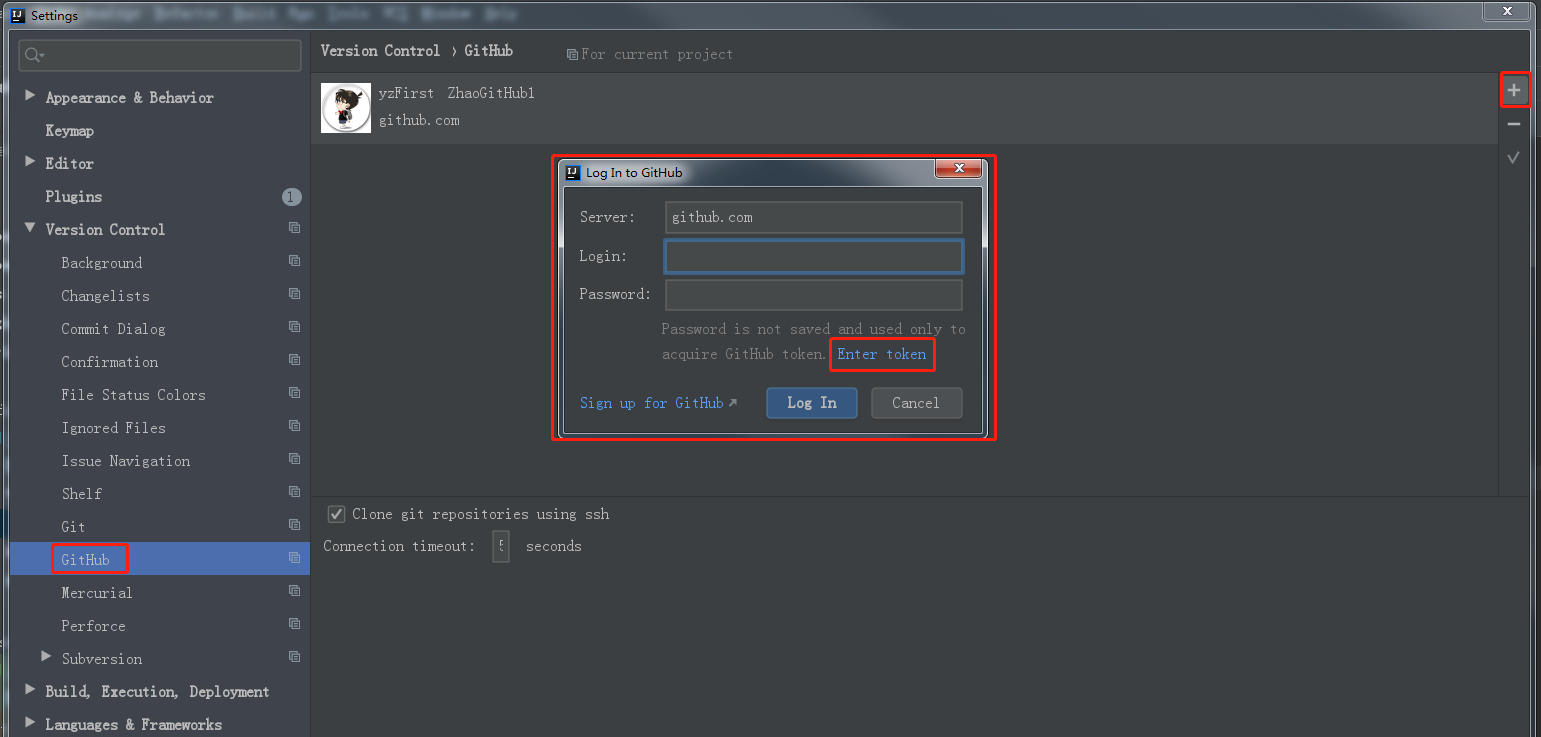 Settings
Version Control › GitHub
For current project
Appearance & Behavior
Keymap
Editor
Plugins
1
Version Control
Background
Changelists
Commit Dialog
Confirmation
File Status Colors
Ignored Files
Issue Navigation
Shelf
Git
GitHub
Mercurial
Perforce
Subversion
Build, Execution, Deployment
Languages & Frameworks
yzFirst ZhaoGitHub1
github.com
Log In to GitHub
Server: github.com
Login:
Password:
Password is not saved and used only to
acquire GitHub token. Enter token
Sign up for GitHub
Log In
Cancel
Clone git repositories using ssh
Connection timeout: 5 seconds